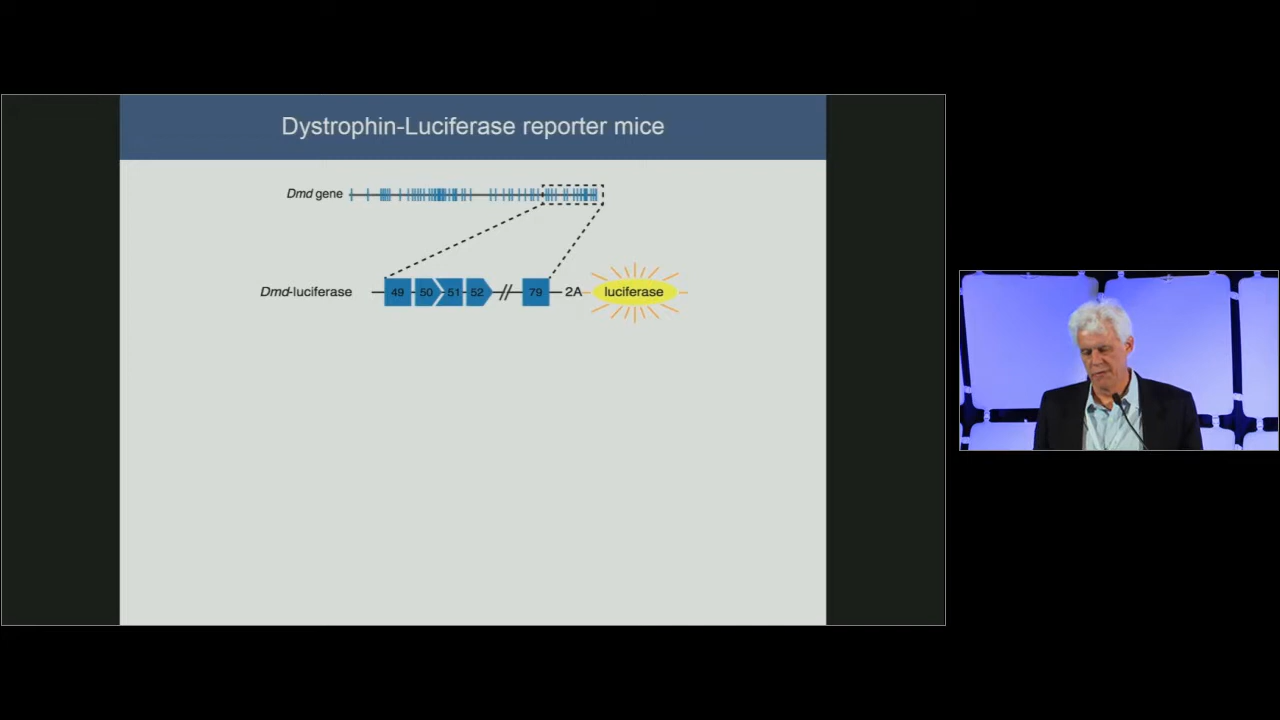 Dystrophin-Luciferase reporter mice
Dmd gene
Dmd-luciferase
49 50 51 52 // 79 2A luciferase